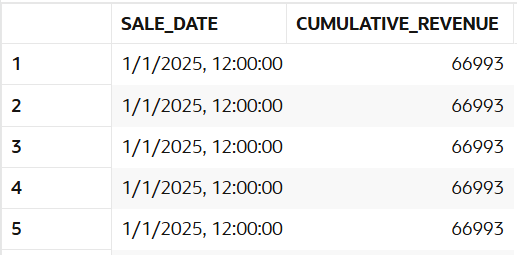 SALE_DATE CUMULATIVE_REVENUE
1 1/1/2025, 12:00:00 66993
2 1/1/2025, 12:00:00 66993
3 1/1/2025, 12:00:00 66993
4 1/1/2025, 12:00:00 66993
5 1/1/2025, 12:00:00 66993